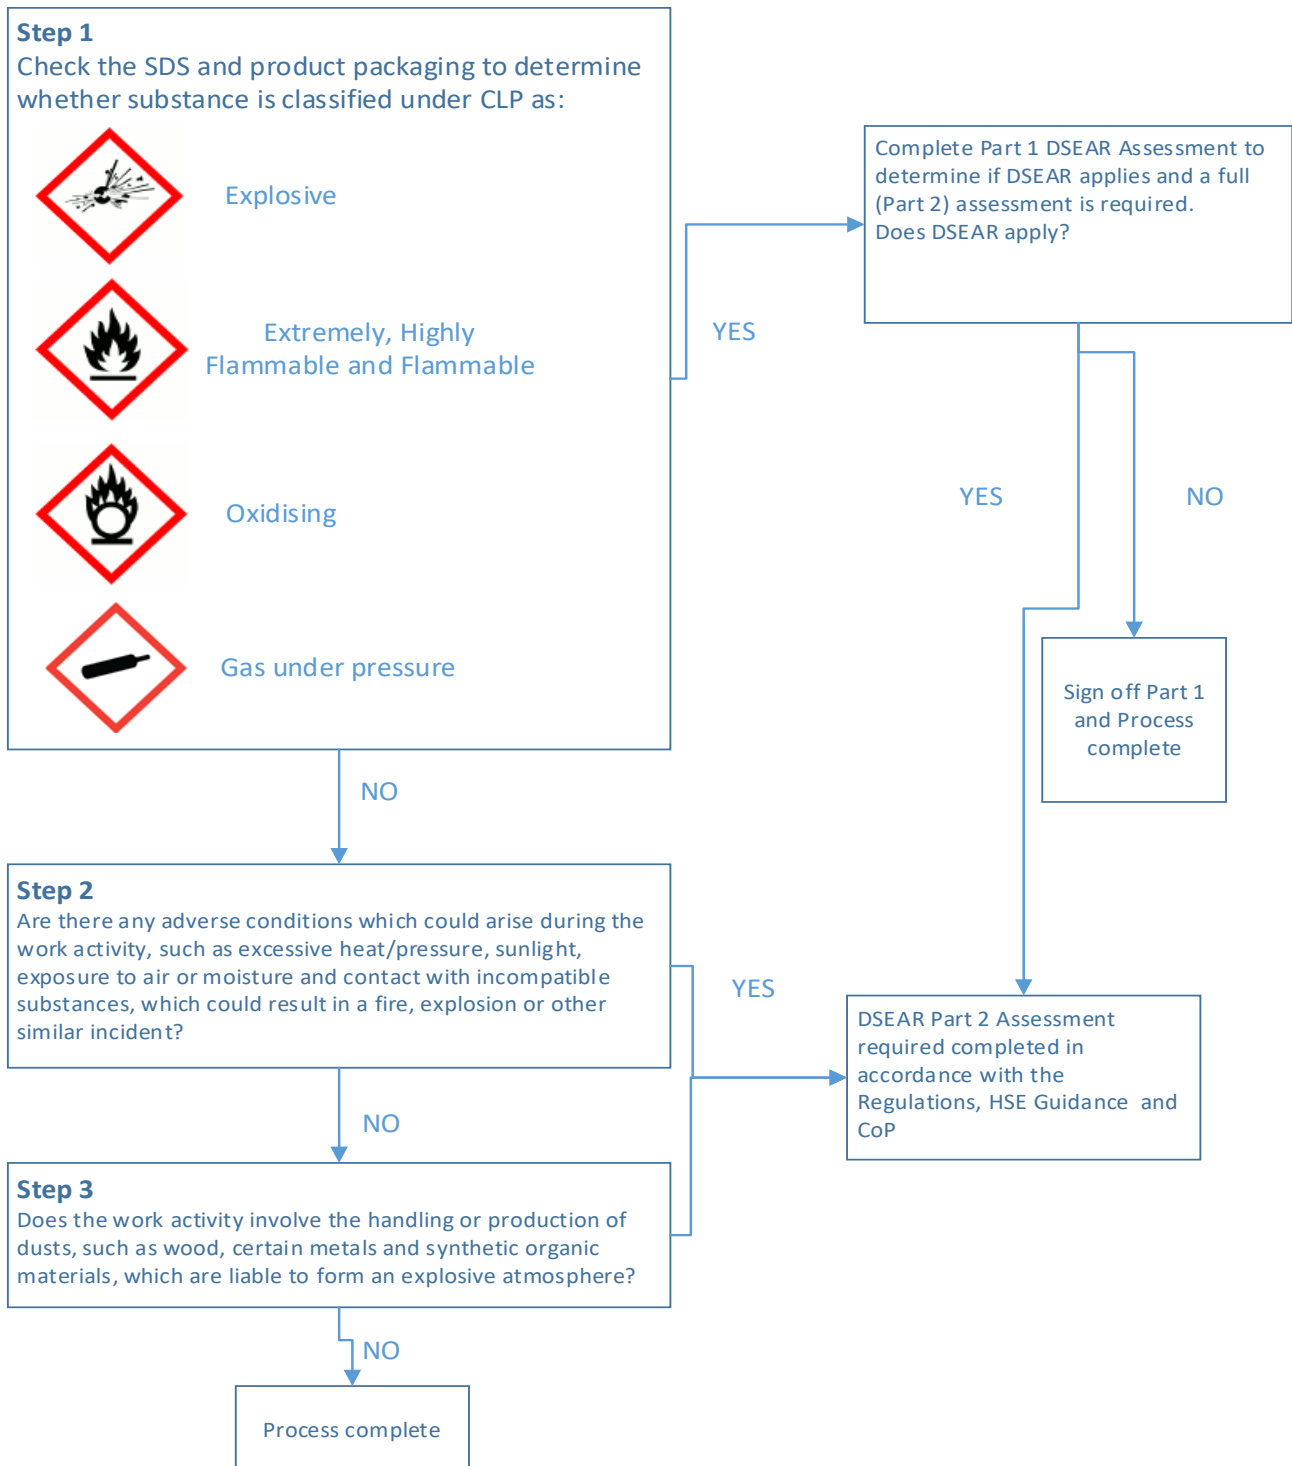 Step 1
Check the SDS and product packaging to determine
whether substance is classified under CLP as:
Explosive
Extremely, Highly
Flammable and Flammable
Oxidising
Gas under pressure
YES
Complete Part 1 DSEAR Assessment to
determine if DSEAR applies and a full
(Part 2) assessment is required.
Does DSEAR apply?
YES
NO
Sign off Part 1
and Process
complete
NO
Step 2
Are there any adverse conditions which could arise during the
work activity, such as excessive heat/pressure, sunlight,
exposure to air or moisture and contact with incompatible
substances, which could result in a fire, explosion or other
similar incident?
YES
DSEAR Part 2 Assessment
required completed in
accordance with the
Regulations, HSE Guidance and
CoP
NO
Step 3
Does the work activity involve the handling or production of
dusts, such as wood, certain metals and synthetic organic
materials, which are liable to form an explosive atmosphere?
NO
Process complete